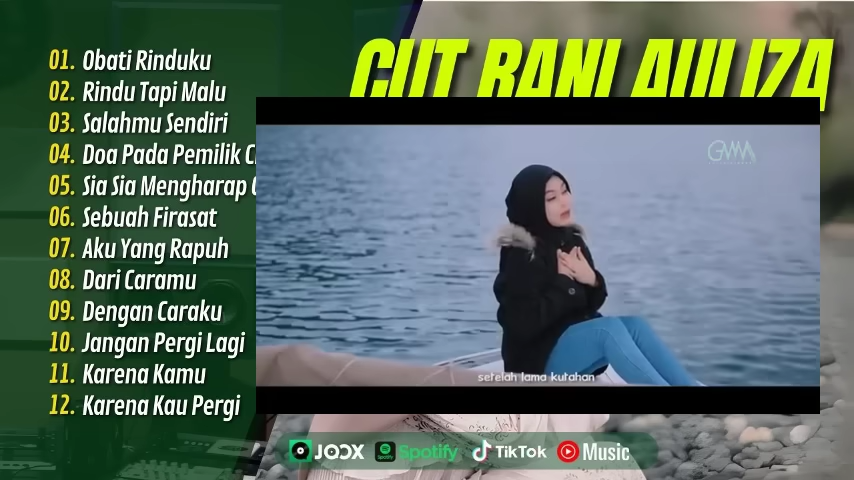 CUT RANI AULIZA
01. Obati Rinduku
02. Rindu Tapi Malu
03. Salahmu Sendiri
04. Doa Pada Pemilik
05. Sia Sia Mengharap
06. Sebuah Firasat
07. Aku Yang Rapuh
08. Dari Caramu
09. Dengan Caraku
10. Jangan Pergi Lagi
11. Karena Kamu
12. Karena Kau Pergi
GMA
setelah lama kutahan
JOOX Spotify TikTok Music